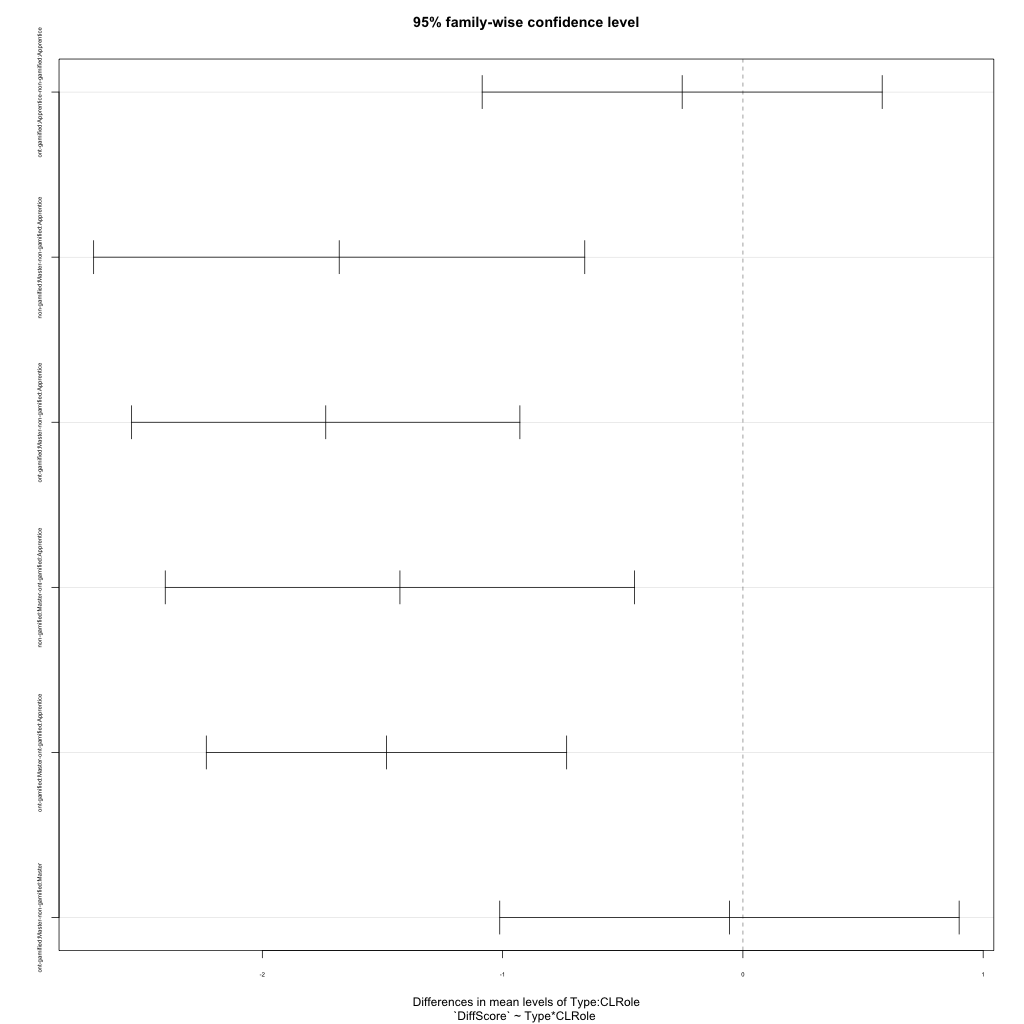 95% family-wise confidence level
ont-gamified:Apprentice-non-gamified:Apprentice
non-gamified:Master-non-gamified:Apprentice
ont-gamified:Master-non-gamified:Apprentice
non-gamified:Master-ont-gamified:Apprentice
ont-gamified:Master-ont-gamified:Apprentice
ont-gamified:Master-non-gamified:Master
-2 -1 0 1
Differences in mean levels of Type:CLRole
`DiffScore` ~ Type*CLRole